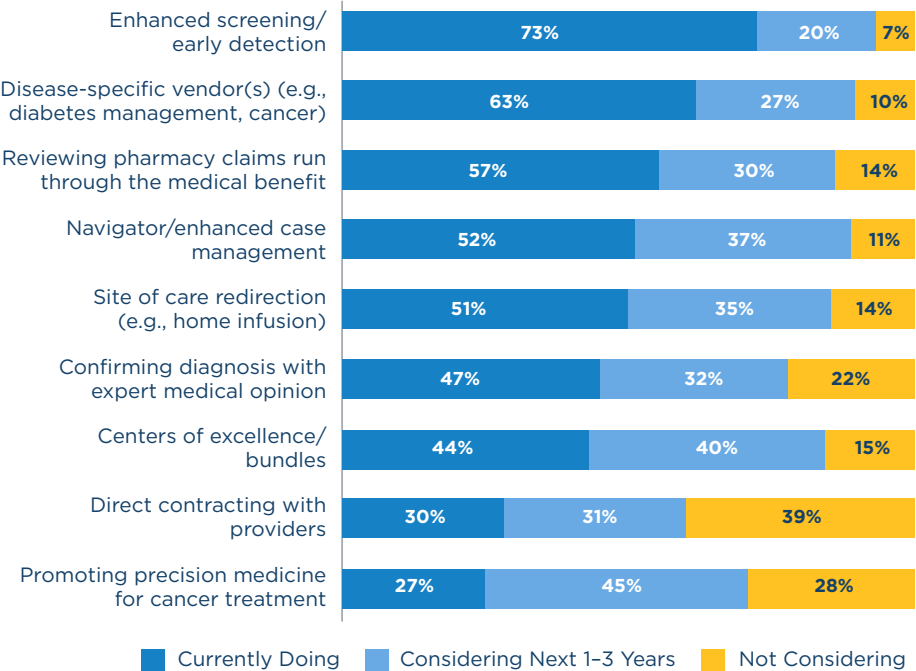 Enhanced screening/
early detection
73% 20% 7%
Disease-specific vendor(s) (e.g.,
diabetes management, cancer)
63% 27% 10%
Reviewing pharmacy claims run
through the medical benefit
57% 30% 14%
Navigator/enhanced case
management
52% 37% 11%
Site of care redirection
(e.g., home infusion)
51% 35% 14%
Confirming diagnosis with
expert medical opinion
47% 32% 22%
Centers of excellence/
bundles
44% 40% 15%
Direct contracting with
providers
30% 31% 39%
Promoting precision medicine
for cancer treatment
27% 45% 28%
Currently Doing Considering Next 1–3 Years Not Considering